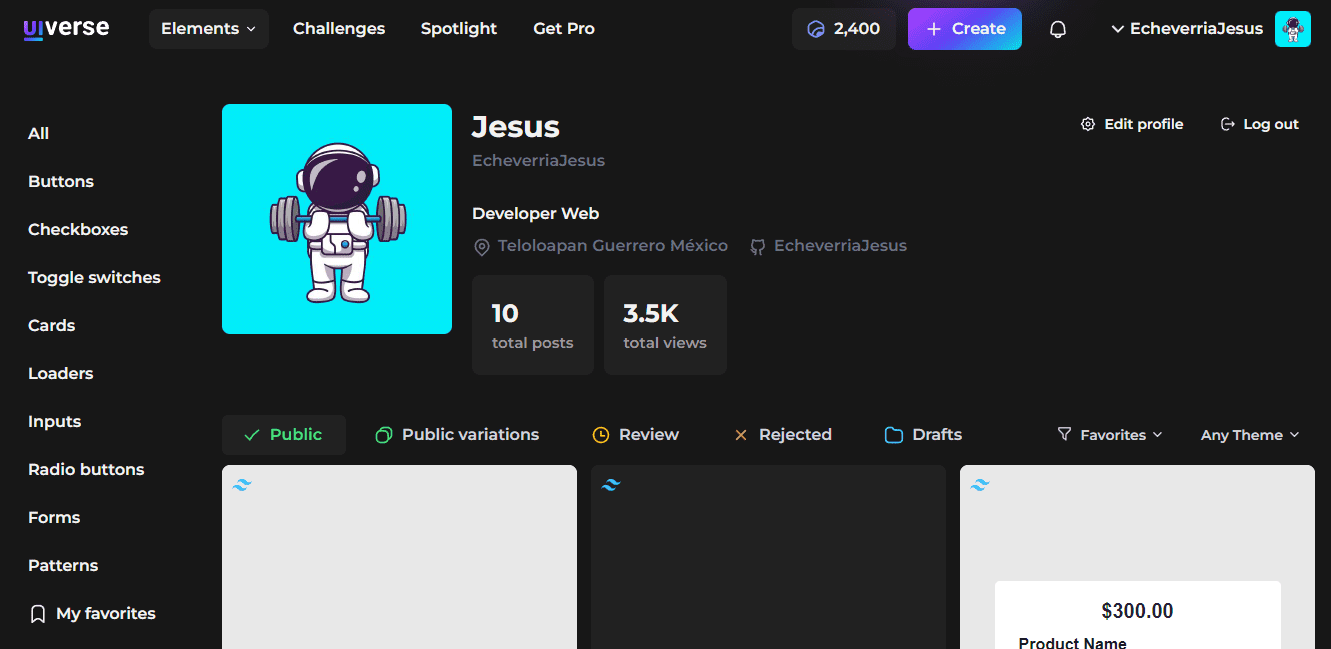 uiverse Elements Challenges Spotlight Get Pro 2,400 + Create EcheverriaJesus
All
Buttons
Checkboxes
Toggle switches
Cards
Loaders
Inputs
Radio buttons
Forms
Patterns
My favorites
Jesus
EcheverriaJesus
Edit profile Log out
Developer Web
Teloloapan Guerrero México EcheverriaJesus
10 3.5K
total posts total views
Public Public variations Review Rejected Drafts Favorites Any Theme
$300.00
Product Name